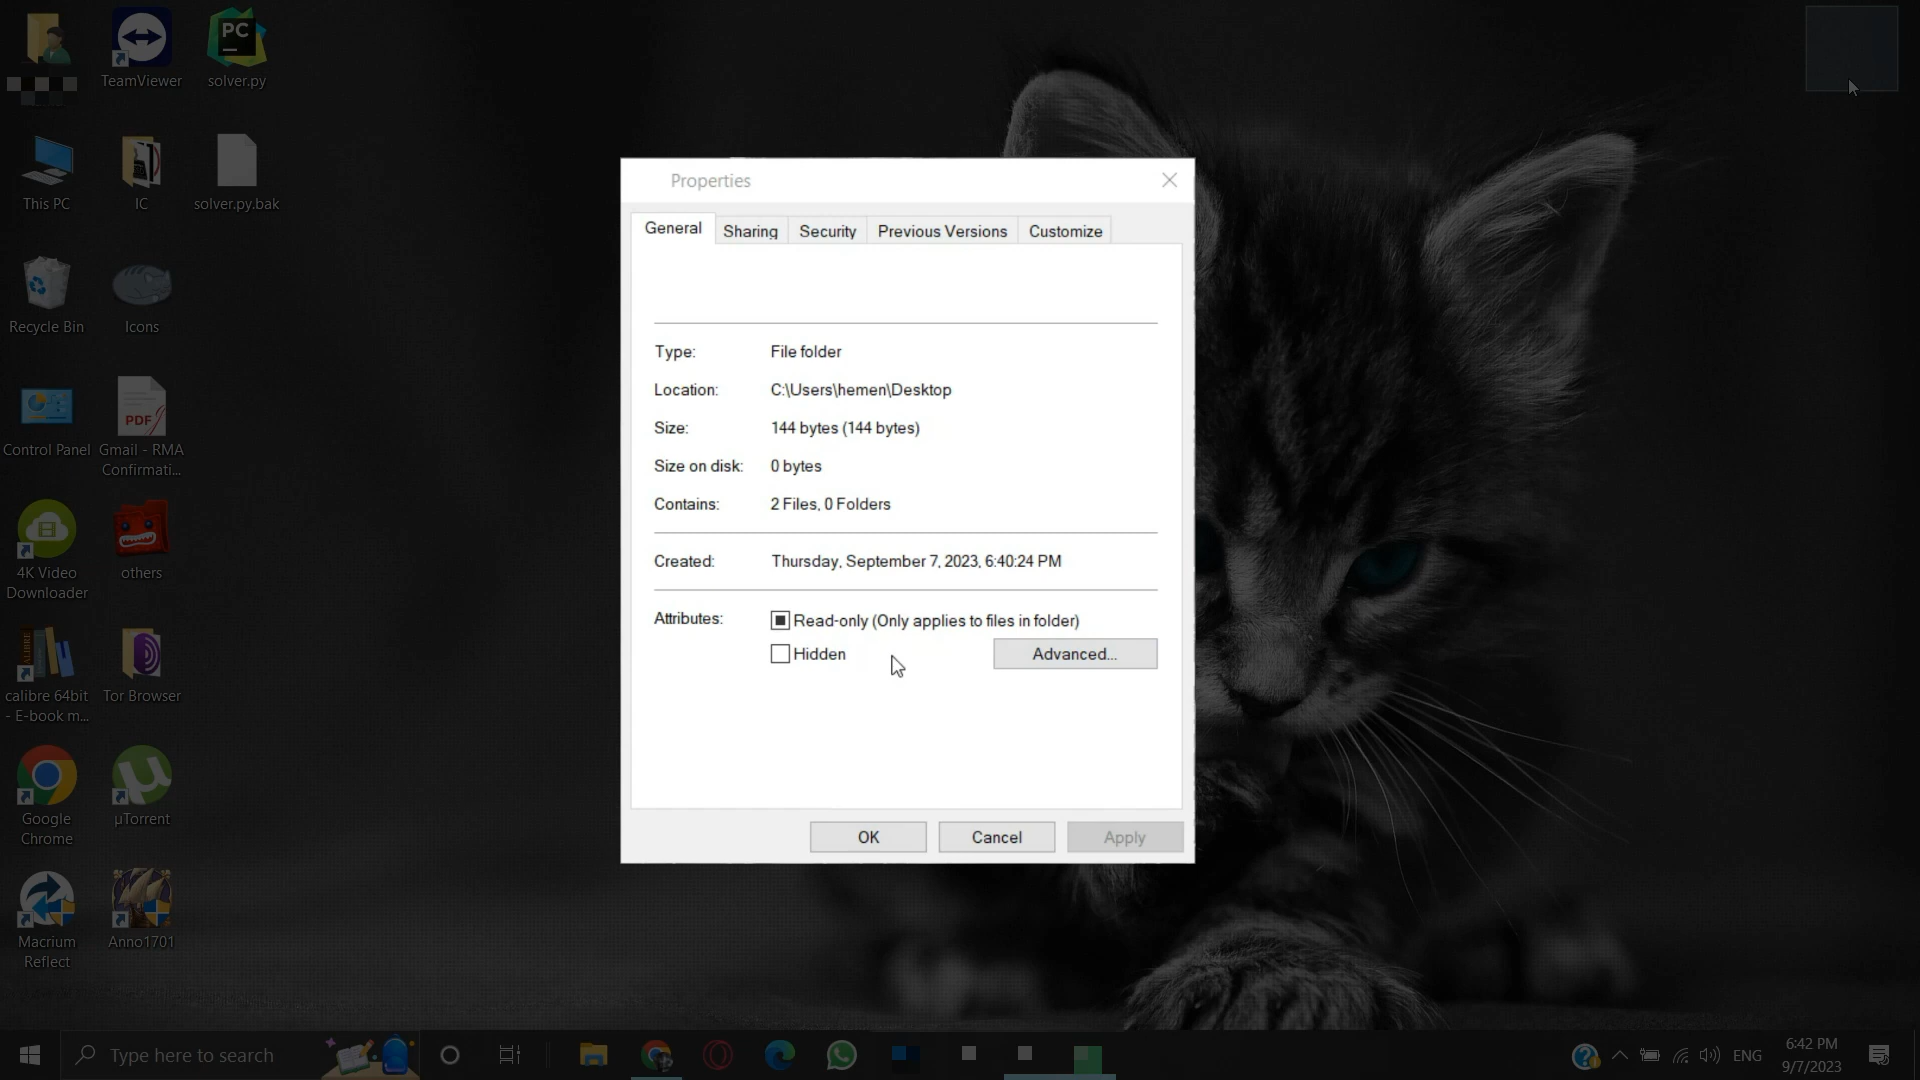 TeamViewer
PC
solver.py
This PC
IC
solver.py.bak
Recycle Bin
Icons
Control Panel
PDF
Gmail - RMA
Confirmati...
4K Video
Downloader
others
CALIBRE
calibre 64bit
- E-book m...
Tor Browser
Google
Chrome
µTorrent
Macrium
Reflect
Anno1701
Properties
General
Sharing
Security
Previous Versions
Customize
Type: File folder
Location: C:\Users\hemen\Desktop
Size: 144 bytes (144 bytes)
Size on disk: 0 bytes
Contains: 2 Files, 0 Folders
Created: Thursday, September 7, 2023, 6:40:24 PM
Attributes: Read-only (Only applies to files in folder)
Hidden
Advanced...
OK
Cancel
Apply
Type here to search
ENG
6:42 PM
9/7/2023